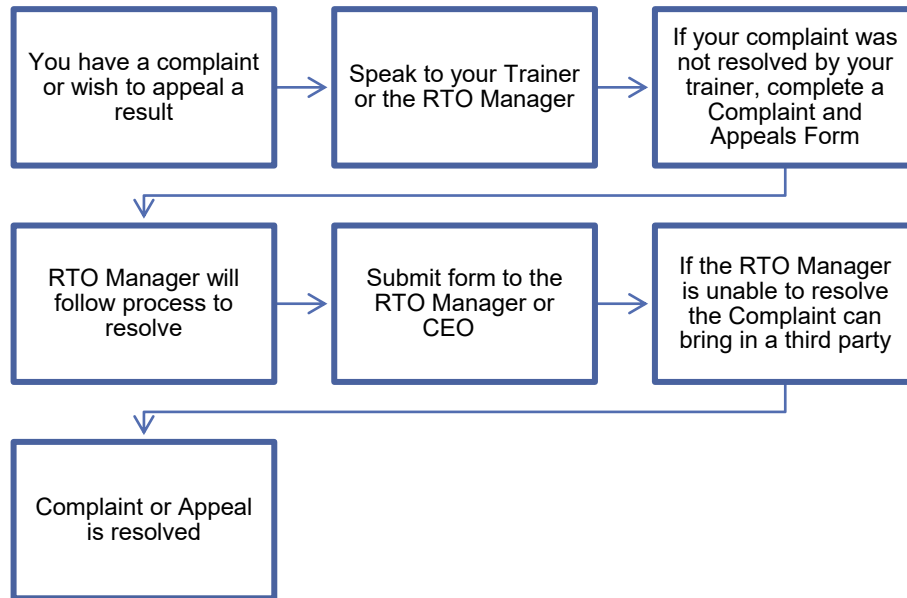 You have a complaint
or wish to appeal a
result
Speak to your Trainer
or the RTO Manager
If your complaint was
not resolved by your
trainer, complete a
Complaint and
Appeals Form
RTO Manager will
follow process to
resolve
Submit form to the
RTO Manager or
CEO
If the RTO Manager
is unable to resolve
the Complaint can
bring in a third party
Complaint or Appeal
is resolved